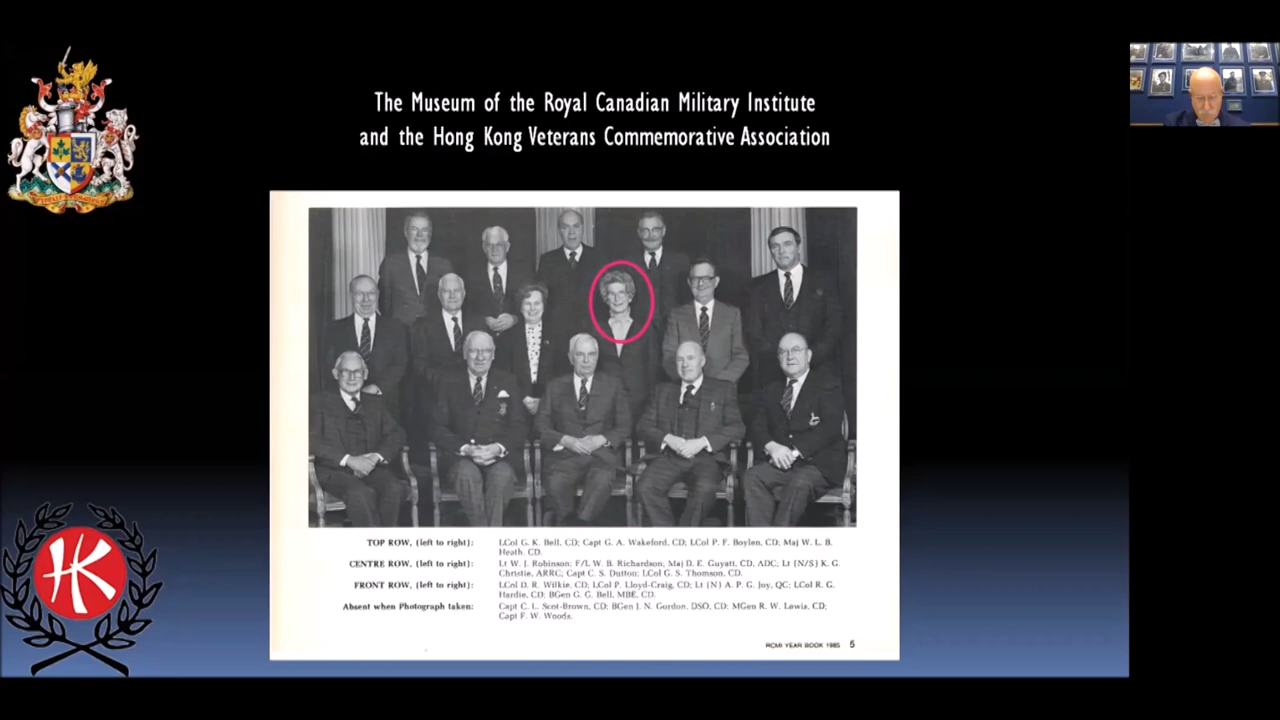 The Museum of the Royal Canadian Military Institute
and the Hong Kong Veterans Commemorative Association
TOP ROW, (left to right): LCol G. K. Bell, CD; Capt G. A. Wakeford, CD; LCol P. F. Boylen, CD; Maj W. L. B.
Heath, CD.
CENTRE ROW, (left to right): Lt W. J. Robinson; F/L W. B. Richardson; Maj D. E. Guyatt, CD, ADC; Lt (N/S) K. G.
Christie, ARRC; Capt C. S. Dutton; LCol G. S. Thomson, CD.
FRONT ROW, (left to right): LCol D. R. Wilkie, CD; LCol P. Lloyd-Craig, CD; Lt (N) A. P. G. Joy, QC; LCol R. G.
Hardie, CD; BGen G. G. Bell, MBE, CD.
Absent when Photograph taken: Capt C. L. Scot-Brown, CD; BGen J. N. Gordon, DSO, CD; MGen R. W. Lewis, CD;
Capt F. W. Woods.
RCMI YEAR BOOK 1985 5
HK